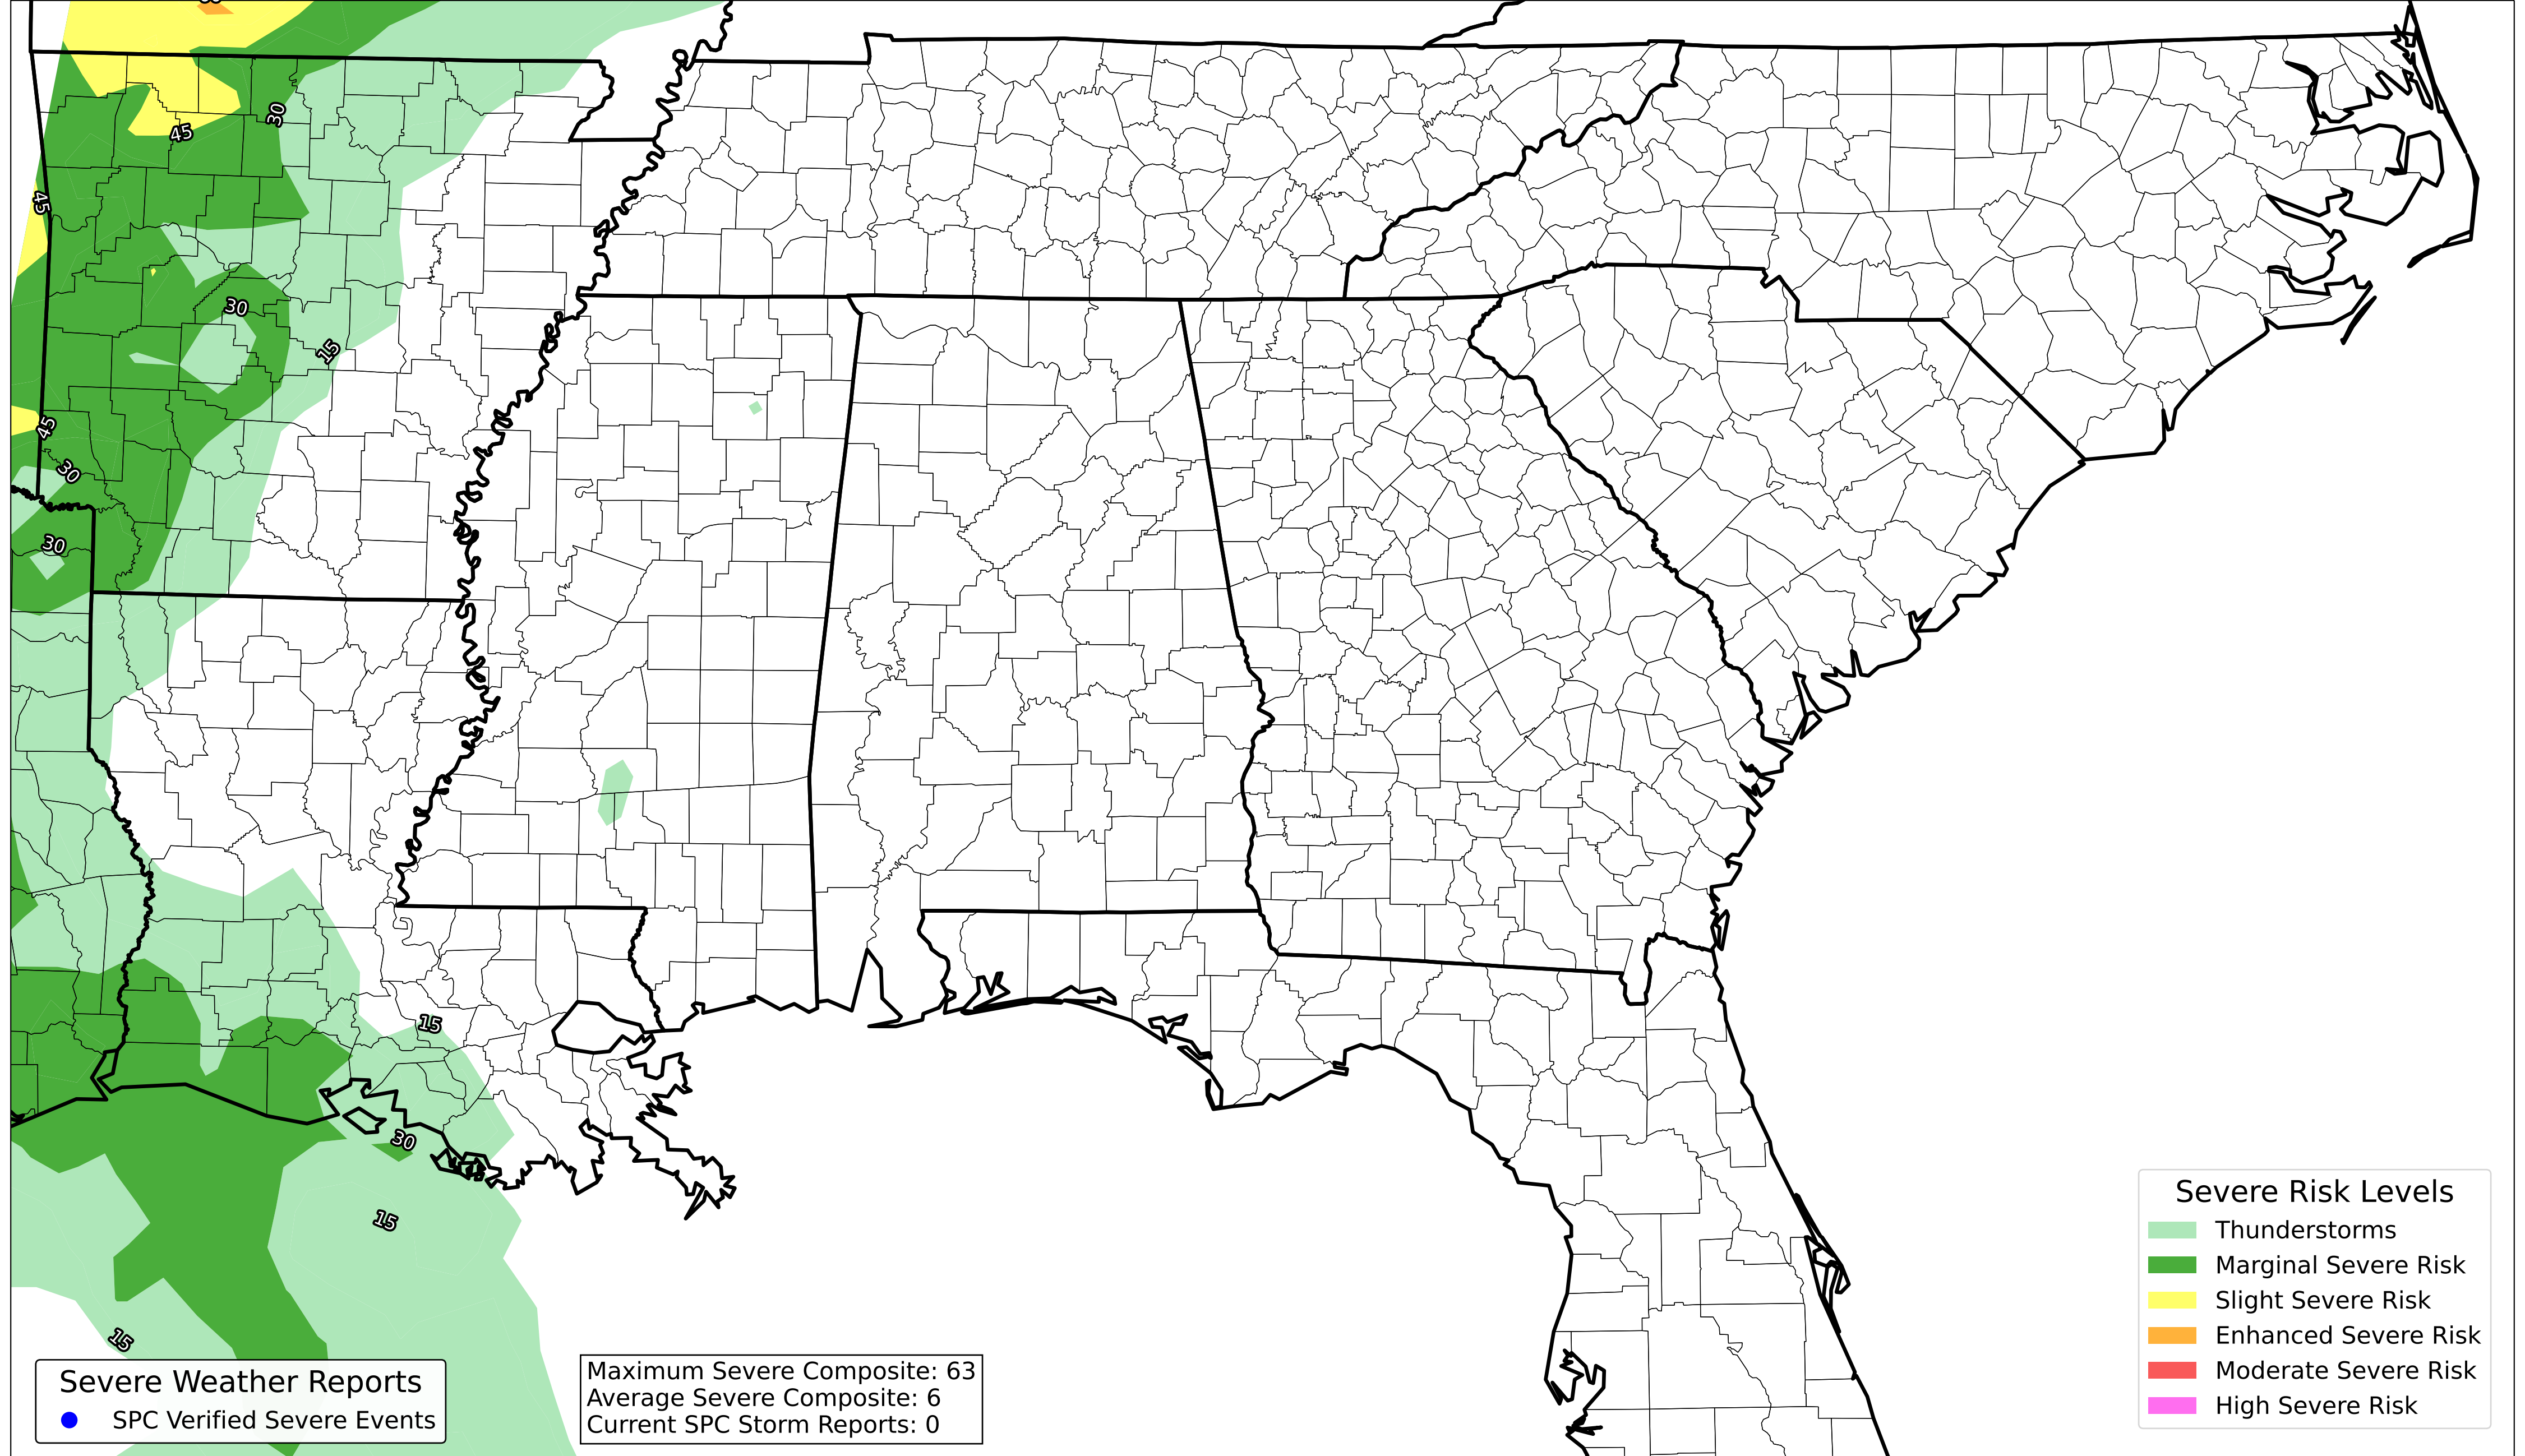 30
45
45
30
15
45
30
30
15
30
15
15
Severe Risk Levels
Thunderstorms
Marginal Severe Risk
Slight Severe Risk
Enhanced Severe Risk
Moderate Severe Risk
High Severe Risk
Severe Weather Reports
SPC Verified Severe Events
Maximum Severe Composite: 63
Average Severe Composite: 6
Current SPC Storm Reports: 0